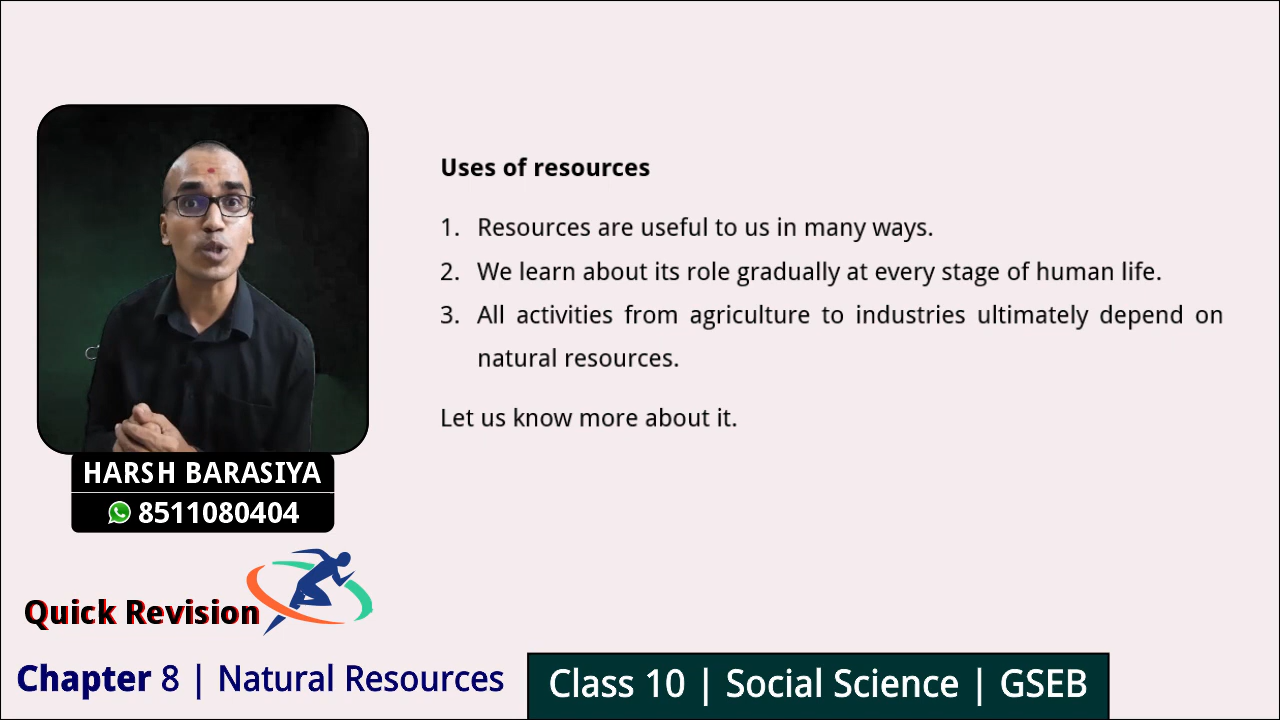 Uses of resources
1. Resources are useful to us in many ways.
2. We learn about its role gradually at every stage of human life.
3. All activities from agriculture to industries ultimately depend on
natural resources.
Let us know more about it.
HARSH BARASIYA
8511080404
Quick Revision
Chapter 8 | Natural Resources
Class 10 | Social Science | GSEB